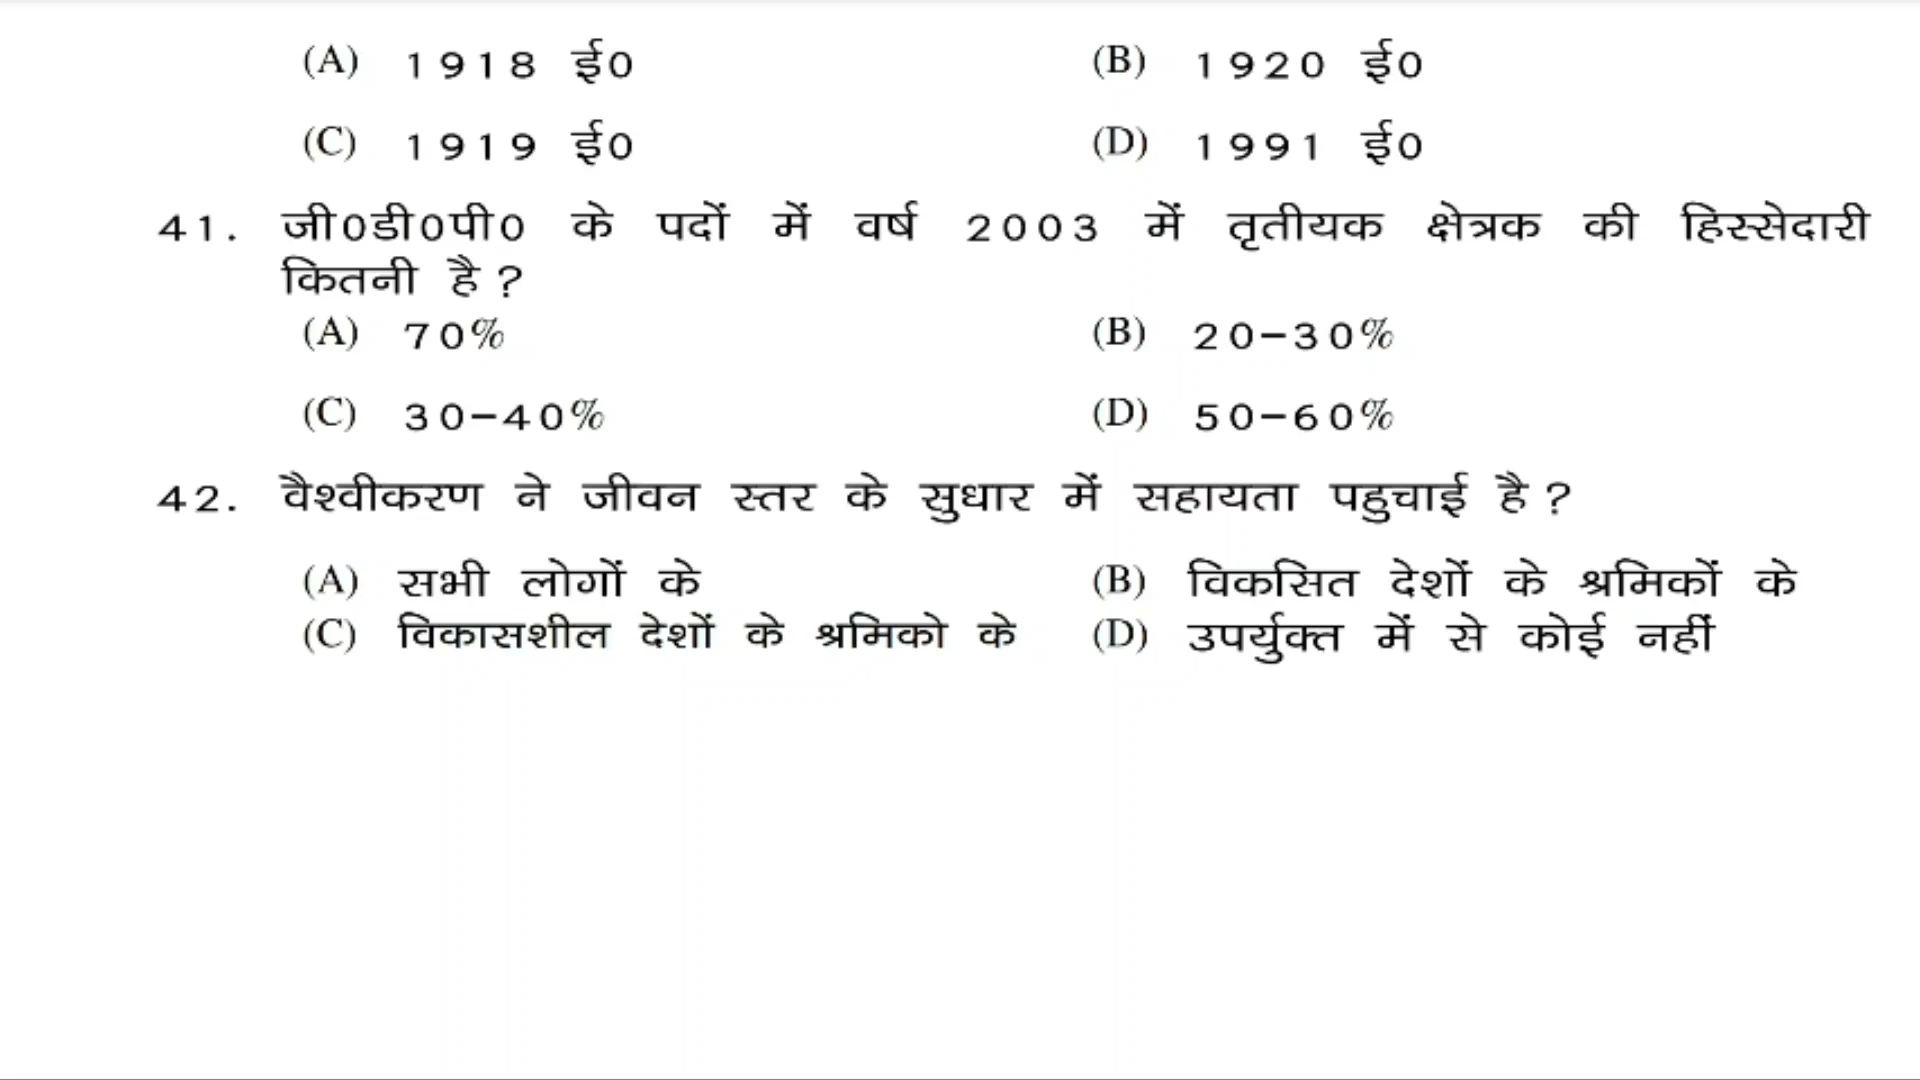 (A) 1918 ई0 (B) 1920 ई0
(C) 1919 ई0 (D) 1991 ई0
41. जी0डी0पी0 के पदों में वर्ष 2003 में तृतीयक क्षेत्रक की हिस्सेदारी
कितनी है ?
(A) 70% (B) 20–30%
(C) 30–40% (D) 50–60%
42. वैश्वीकरण ने जीवन स्तर के सुधार में सहायता पहुचाई है ?
(A) सभी लोगों के (B) विकसित देशों के श्रमिकों के
(C) विकासशील देशों के श्रमिको के (D) उपर्युक्त में से कोई नहीं